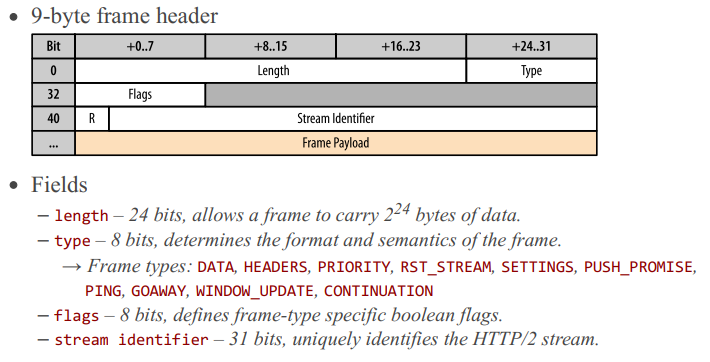 • 9-byte frame header
Bit +0..7 +8..15 +16..23 +24..31
0 Length Type
32 Flags
40 R Stream Identifier
... Frame Payload
• Fields
– length – 24 bits, allows a frame to carry 2^24 bytes of data.
– type – 8 bits, determines the format and semantics of the frame.
→ Frame types: DATA, HEADERS, PRIORITY, RST_STREAM, SETTINGS, PUSH_PROMISE,
PING, GOAWAY, WINDOW_UPDATE, CONTINUATION
– flags – 8 bits, defines frame-type specific boolean flags.
– stream identifier – 31 bits, uniquely identifies the HTTP/2 stream.